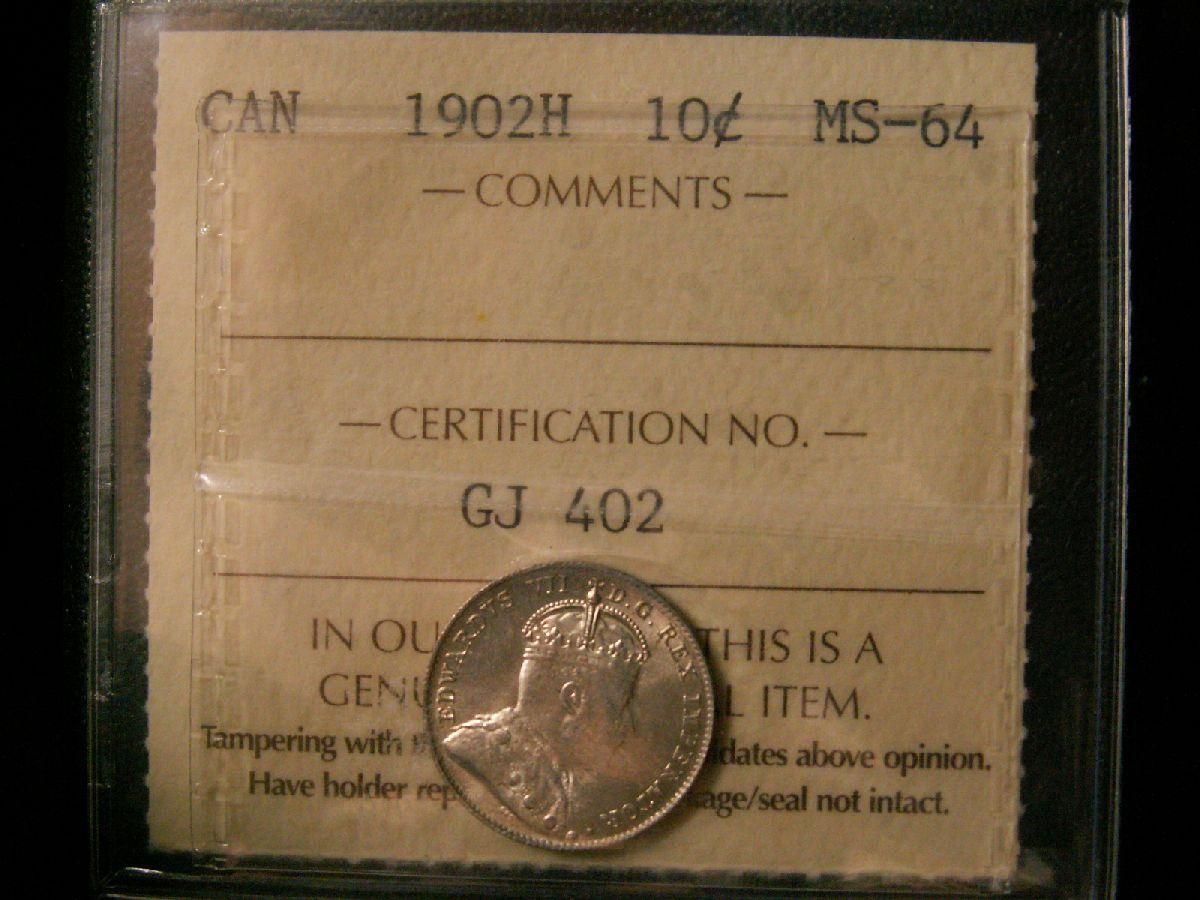 CAN 1902H 10¢ MS-64
— COMMENTS —
— CERTIFICATION NO. —
GJ 402
EDWARDVS VII D.G. REX IMPERATOR
IN OU THIS IS A
GENU L ITEM.
Tampering with dates above opinion.
Have holder rep age/seal not intact.